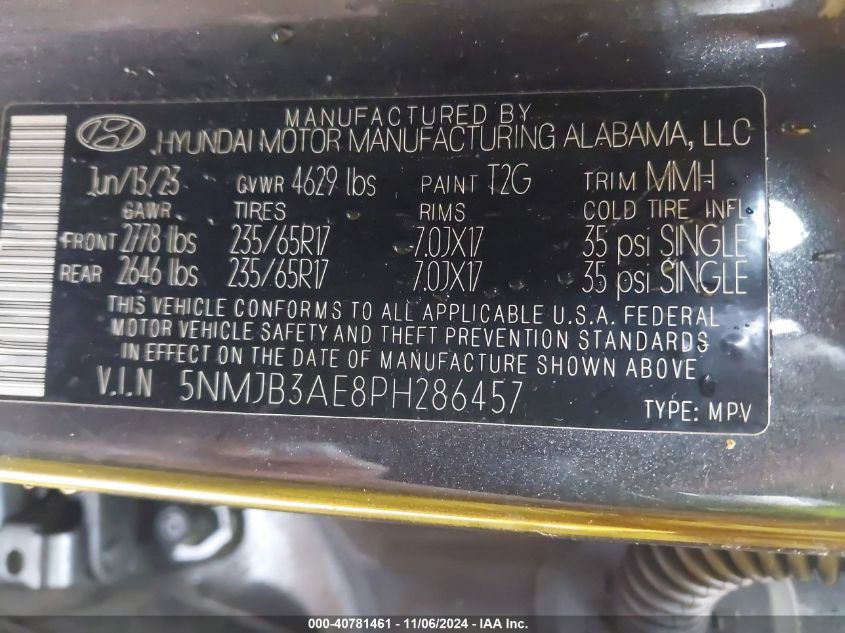 MANUFACTURED BY
HYUNDAI MOTOR MANUFACTURING ALABAMA, LLC
Jun/13/23 GVWR 4629 lbs PAINT T2G TRIM MMH
GAWR TIRES RIMS COLD TIRE INFL
FRONT 2778 lbs 235/65R17 7.0JX17 35 psi SINGLE
REAR 2646 lbs 235/65R17 7.0JX17 35 psi SINGLE
THIS VEHICLE CONFORMS TO ALL APPLICABLE U.S.A. FEDERAL
MOTOR VEHICLE SAFETY AND THEFT PREVENTION STANDARDS
IN EFFECT ON THE DATE OF MANUFACTURE SHOWN ABOVE
V.I.N 5NMJB3AE8PH286457
TYPE: MPV
000-40781461 - 11/06/2024 - IAA Inc.